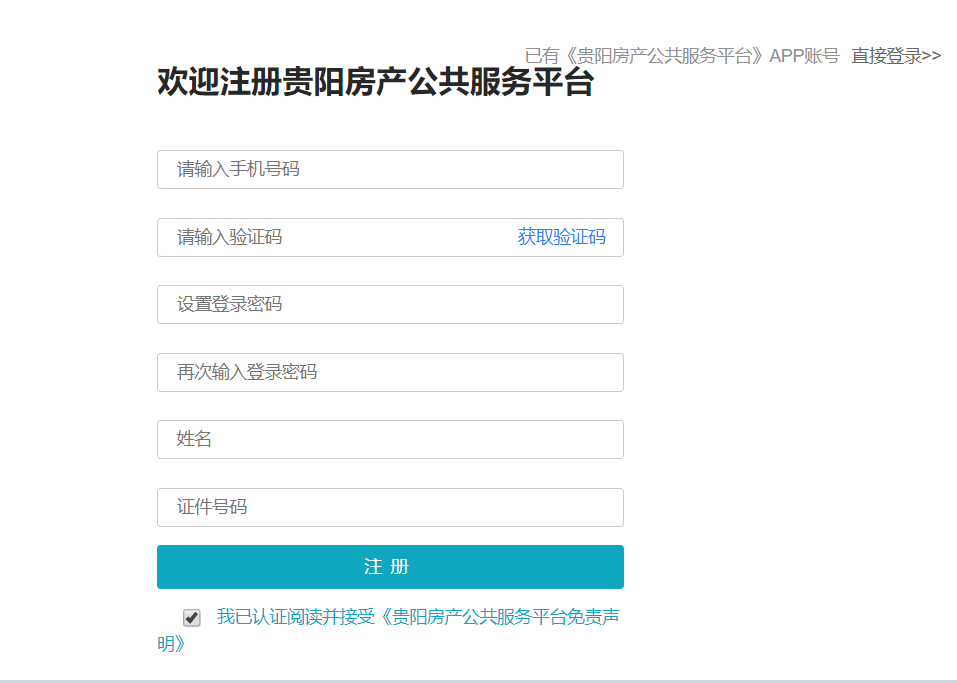 已有《贵阳房产公共服务平台》APP账号 直接登录>>
欢迎注册贵阳房产公共服务平台
请输入手机号码
请输入验证码 获取验证码
设置登录密码
再次输入登录密码
姓名
证件号码
注 册
我已认证阅读并接受《贵阳房产公共服务平台免责声
明》